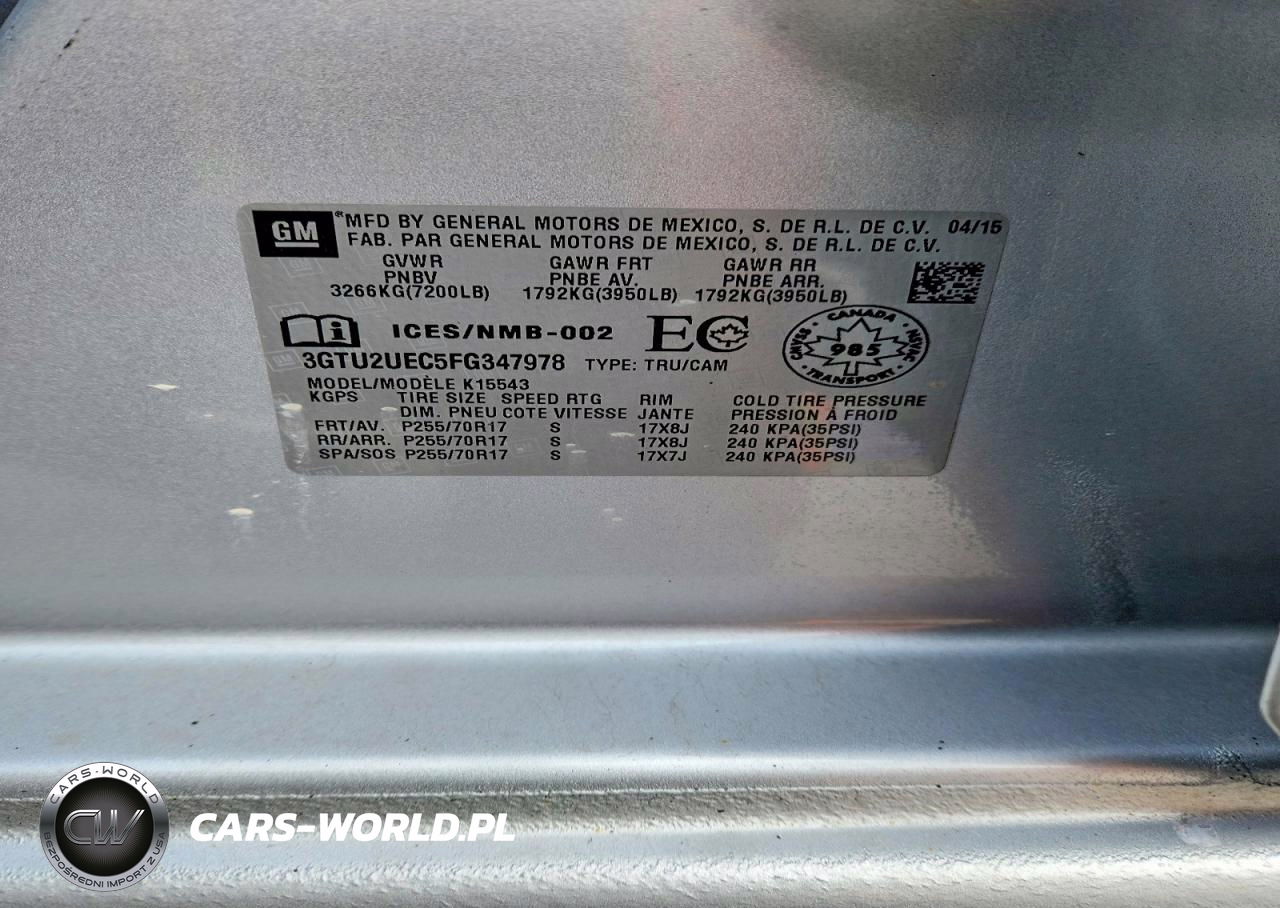 GM
®MFD BY GENERAL MOTORS DE MEXICO, S. DE R.L. DE C.V. 04/15
FAB. PAR GENERAL MOTORS DE MEXICO, S. DE R.L. DE C.V.
GVWR GAWR FRT GAWR RR
PNBV PNBE AV. PNBE ARR.
3266KG(7200LB) 1792KG(3950LB) 1792KG(3950LB)
i ICES/NMB-002 EC
CANADA
985
TRANSPORT
3GTU2UEC5FG347978 TYPE: TRU/CAM
MODEL/MODÈLE K15543
KGPS TIRE SIZE SPEED RTG RIM COLD TIRE PRESSURE
DIM. PNEU COTE VITESSE JANTE PRESSION À FROID
FRT/AV. P255/70R17 S 17X8J 240 KPA(35PSI)
RR/ARR. P255/70R17 S 17X8J 240 KPA(35PSI)
SPA/SOS P255/70R17 S 17X7J 240 KPA(35PSI)
CARS-WORLD
CW
BEZPOŚREDNI IMPORT Z USA
CARS-WORLD.PL